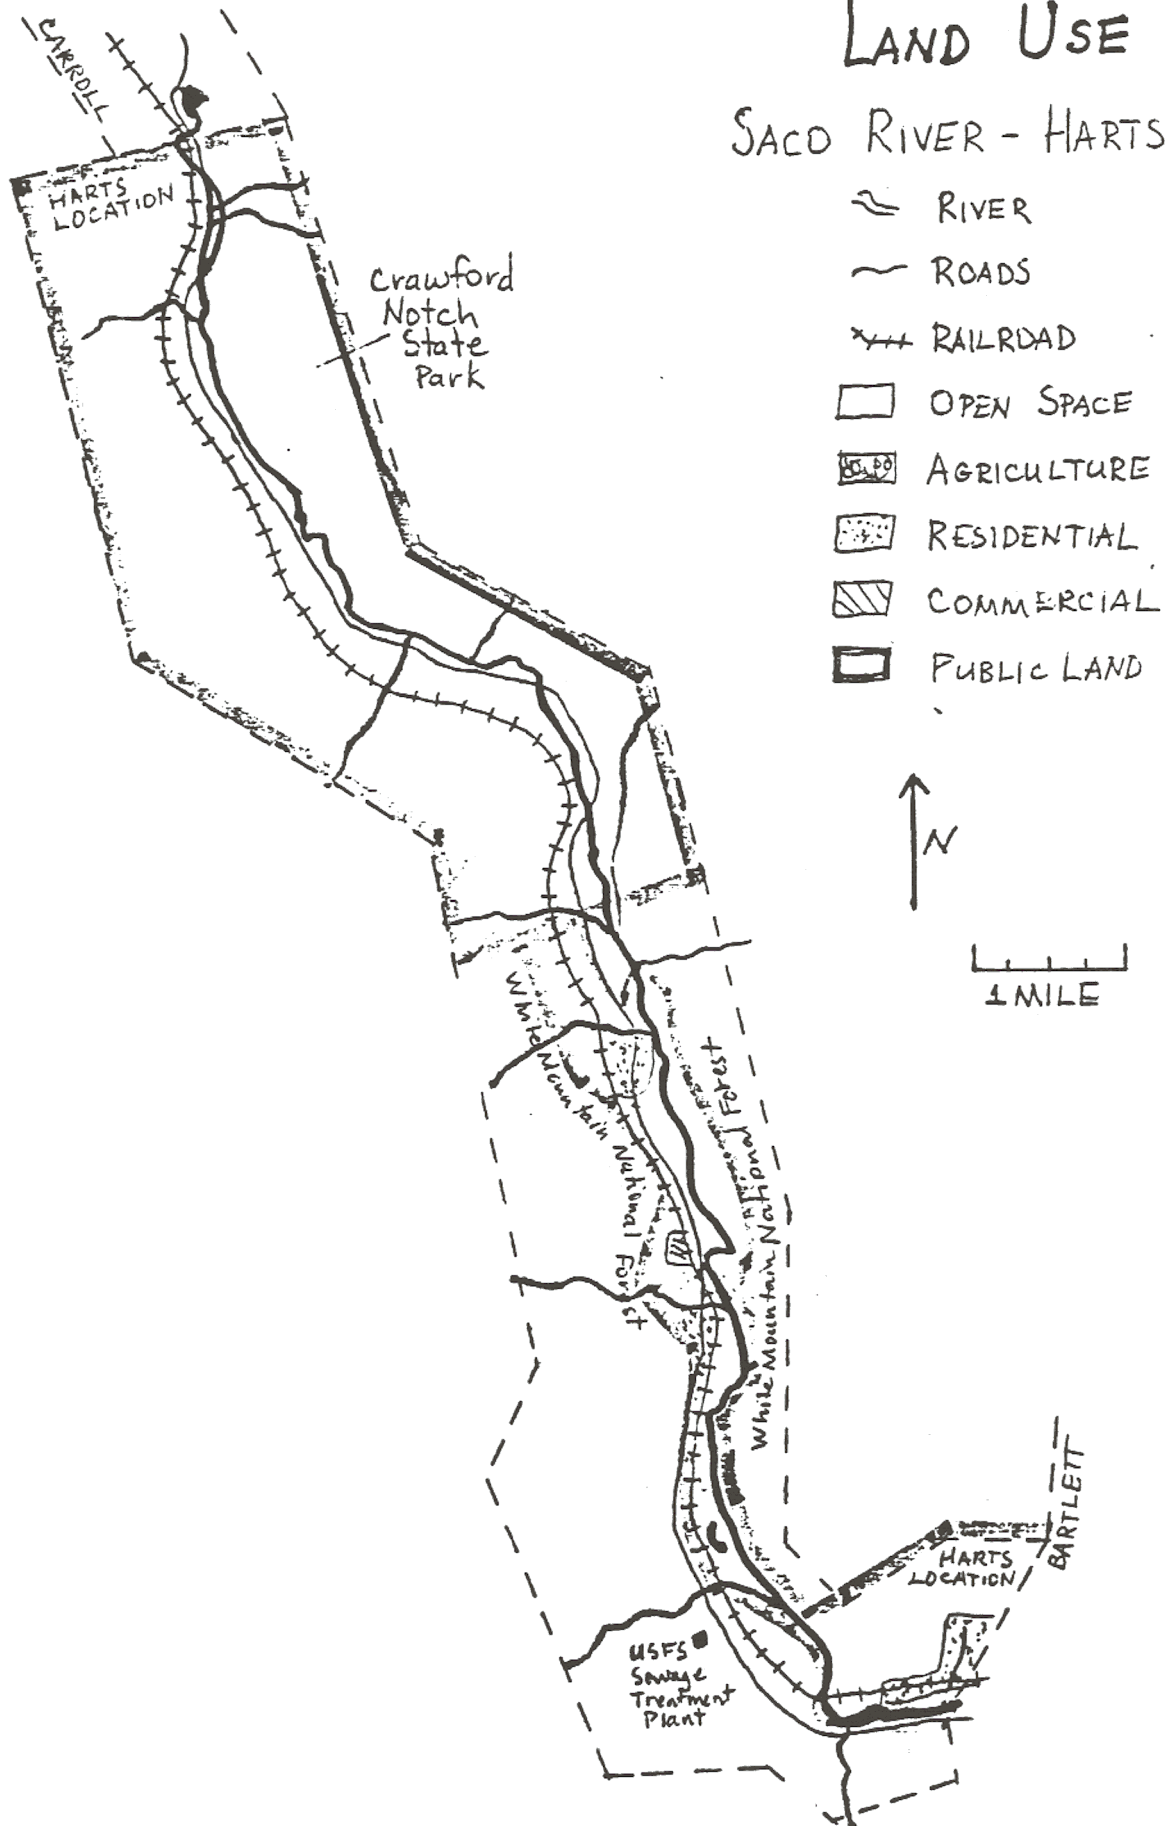 LAND USE
SACO RIVER - HARTS
RIVER
ROADS
RAILROAD
OPEN SPACE
AGRICULTURE
RESIDENTIAL
COMMERCIAL
PUBLIC LAND
N
1 MILE
CARROLL
HARTS
LOCATION
Crawford
Notch
State
Park
White Mountain National Forest
White Mountain National Forest
BARTLETT
HARTS
LOCATION
USFS
Sewage
Treatment
Plant